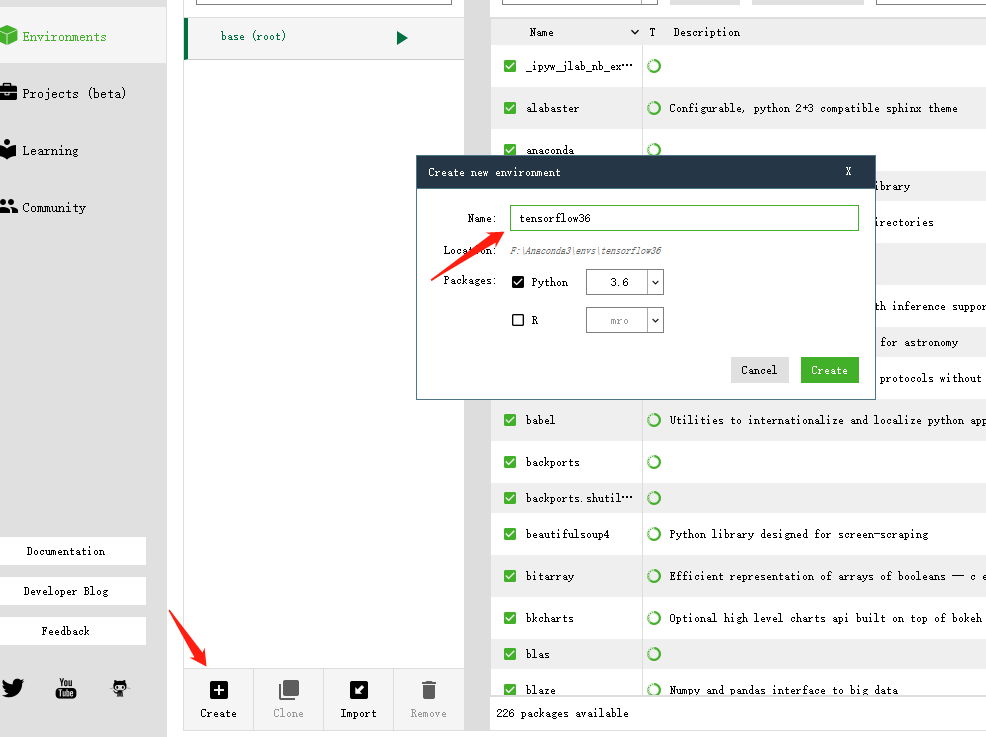 Environments
Projects (beta)
Learning
Community
Documentation
Developer Blog
Feedback
You
Tube
base (root)
Create
Clone
Import
Remove
Name T Description
_ipyw_jlab_nb_ex…
alabaster Configurable, python 2+3 compatible sphinx theme
anaconda
Create new environment X
Name: tensorflow36
Location: F:\Anaconda3\envs\tensorflow36
Packages: Python 3.6
R mro
Cancel Create
ibrary
irectories
th inference suppor
for astronomy
protocols without
babel Utilities to internationalize and localize python app
backports
backports.shutil…
beautifulsoup4 Python library designed for screen-scraping
bitarray Efficient representation of arrays of booleans — c e
bkcharts Optional high level charts api built on top of bokeh
blas
blaze Numpy and pandas interface to big data
226 packages available